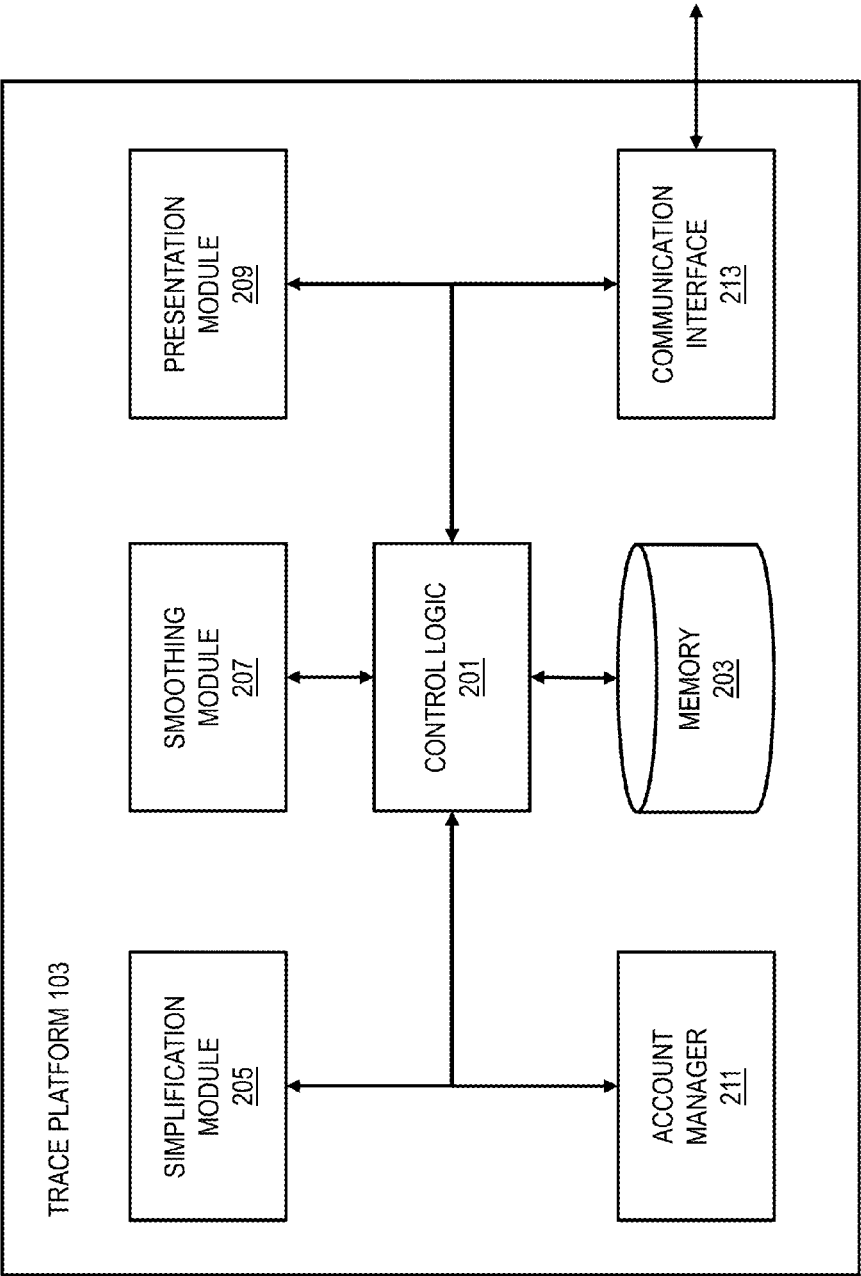 TRACE PLATFORM 103
SIMPLIFICATION
MODULE
205
SMOOTHING
MODULE
207
PRESENTATION
MODULE
209
CONTROL LOGIC
201
ACCOUNT
MANAGER
211
MEMORY
203
COMMUNICATION
INTERFACE
213